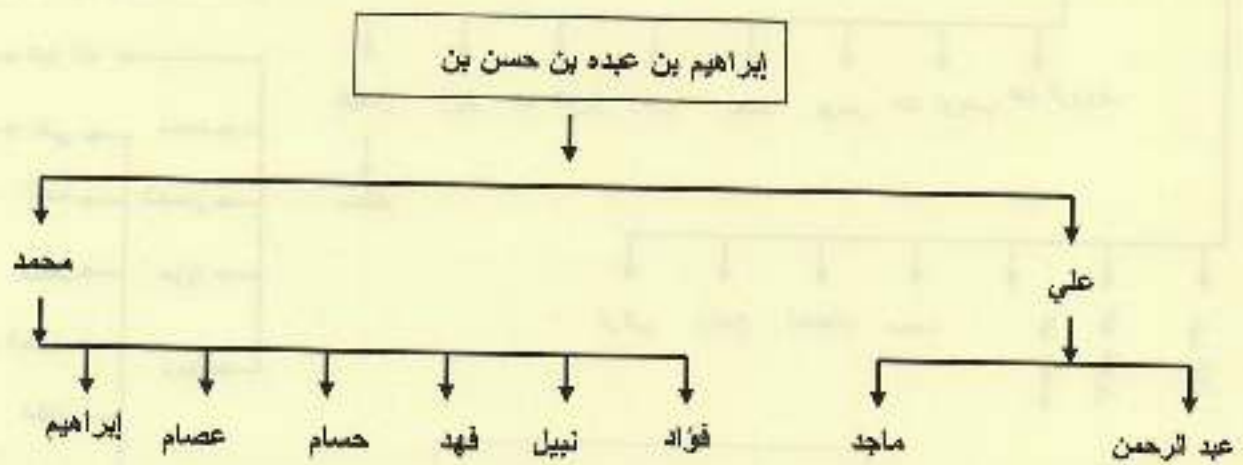 إبراهيم بن عبده بن حسن بن
علي
محمد
عبد الرحمن
ماجد
فؤاد
نبيل
فهد
حسام
عصام
إبراهيم